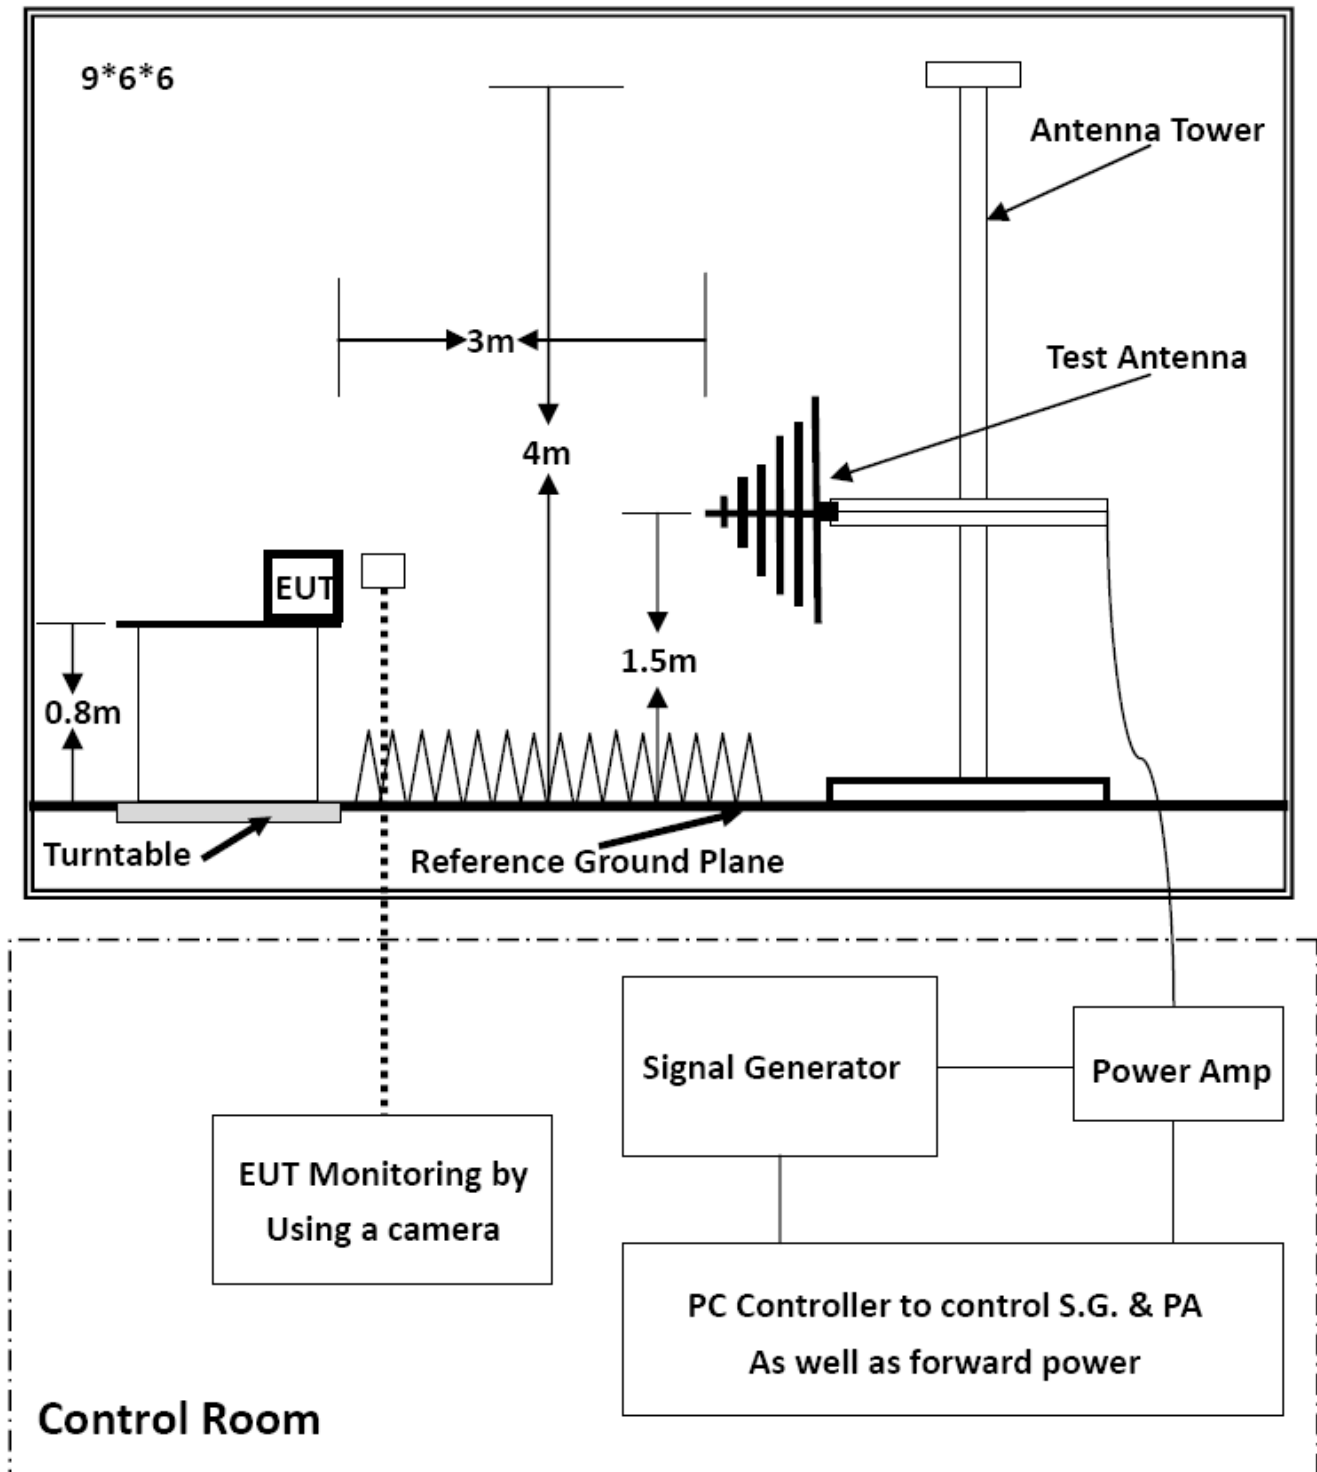 9*6*6
Antenna Tower
3m
Test Antenna
4m
EUT
1.5m
0.8m
Turntable
Reference Ground Plane
Signal Generator
Power Amp
EUT Monitoring by
Using a camera
PC Controller to control S.G. & PA
As well as forward power
Control Room